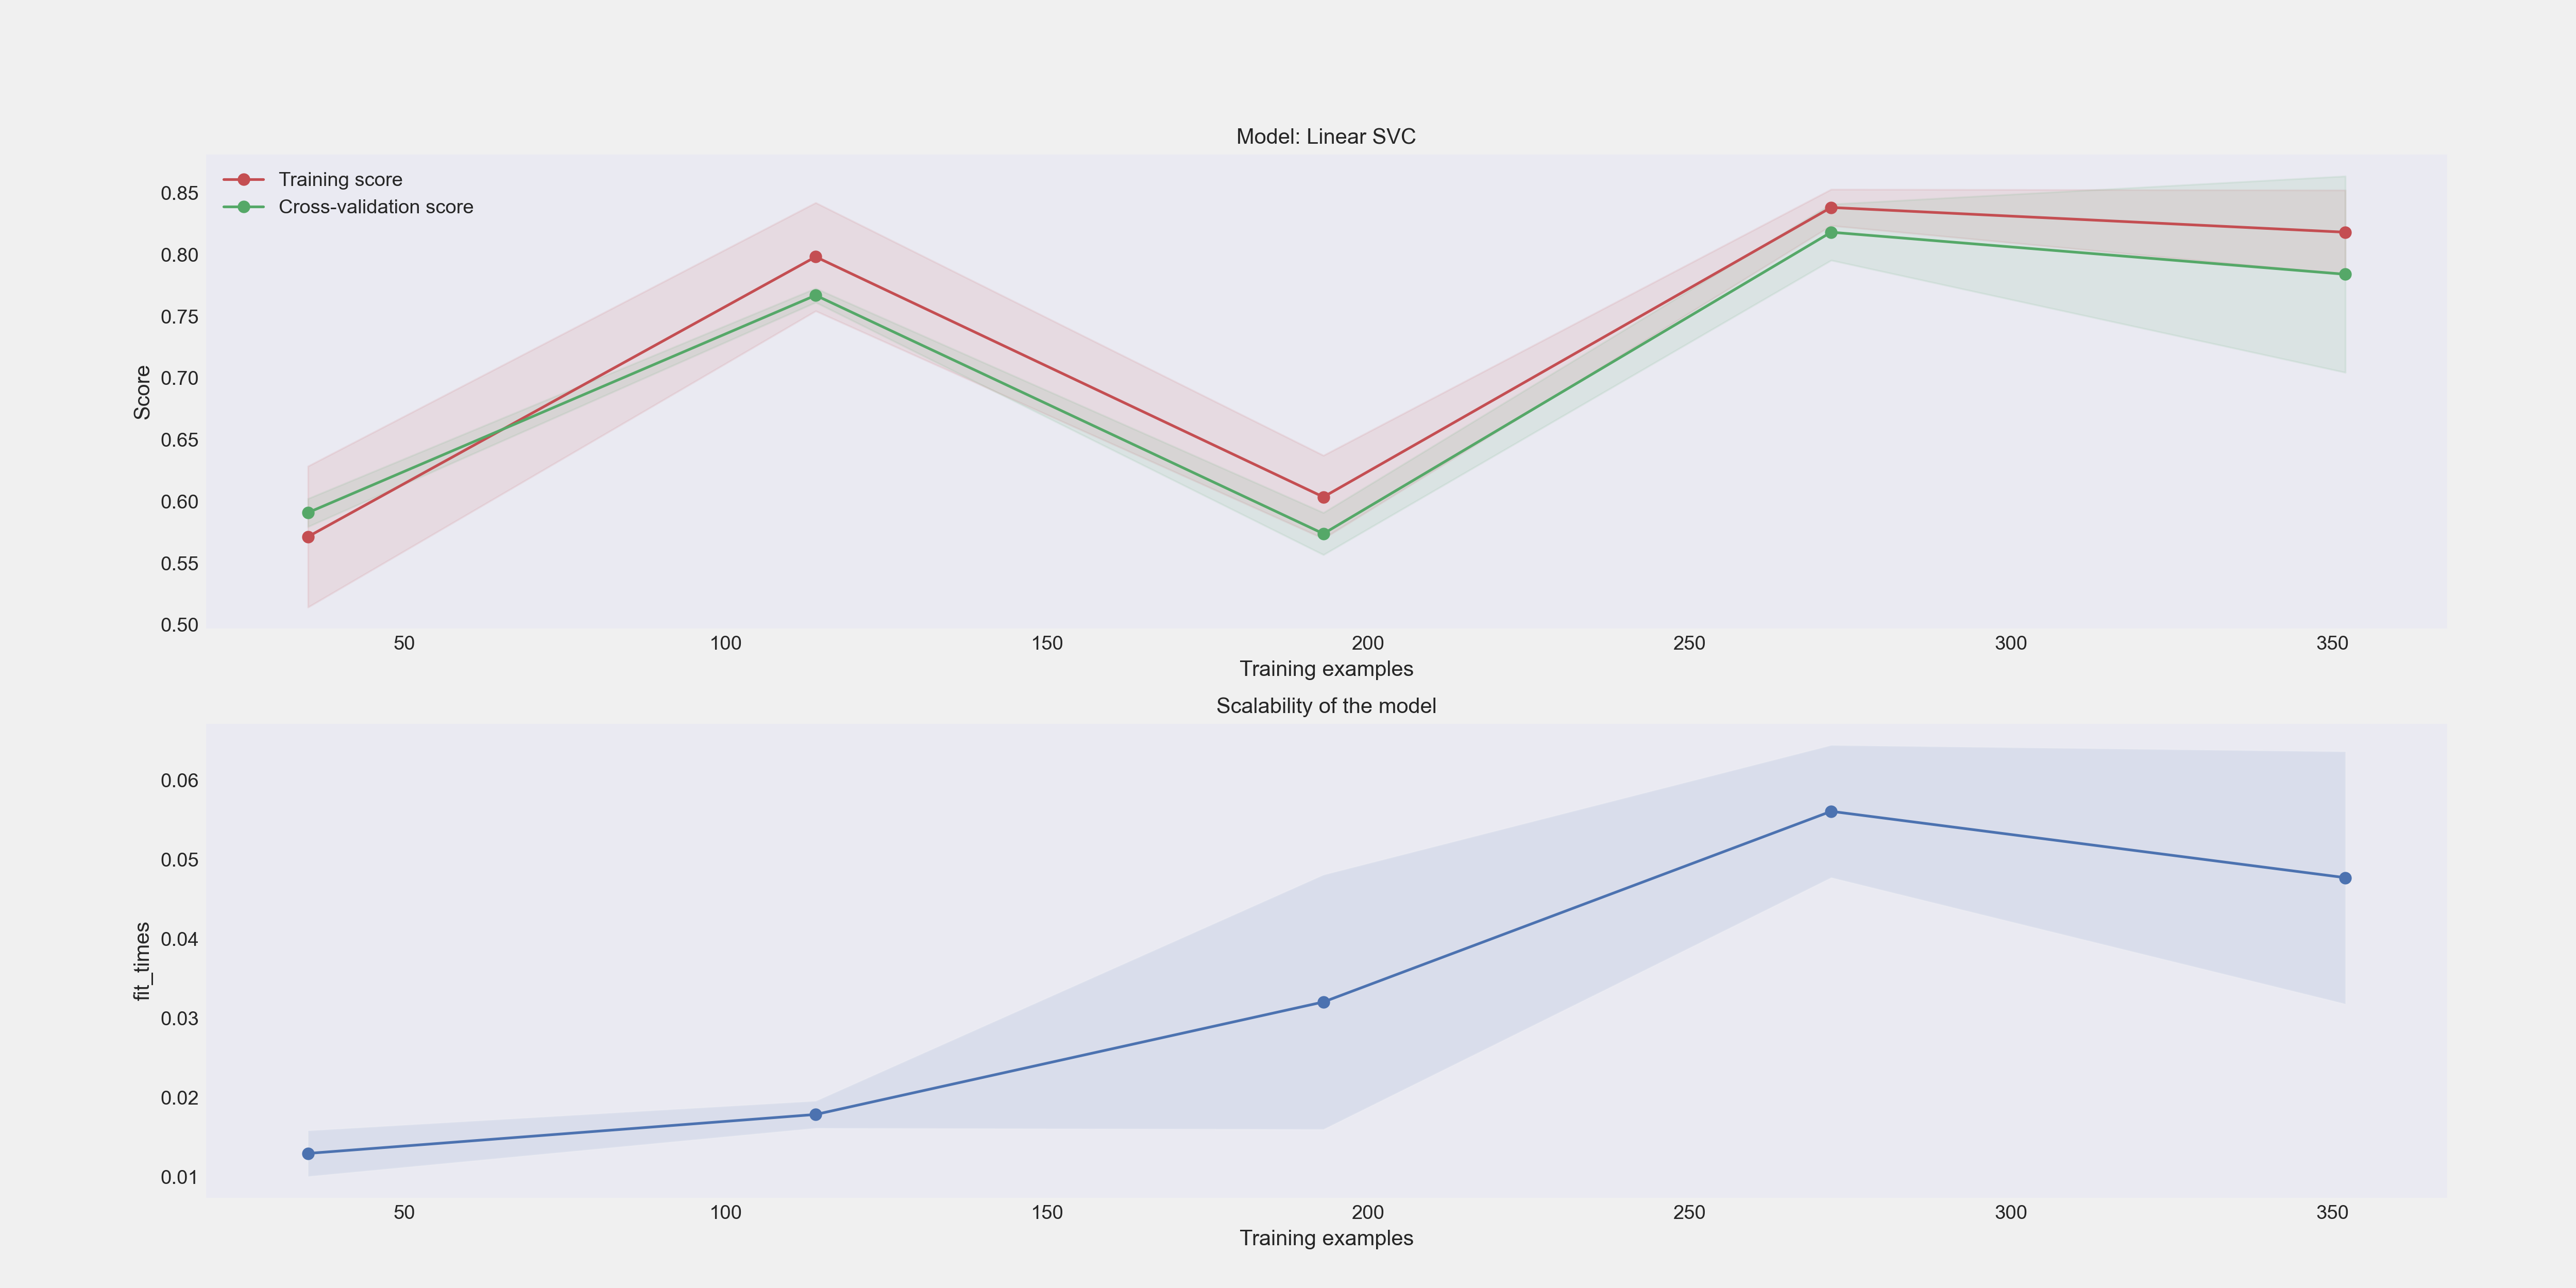 Model: Linear SVC
Training score
Cross-validation score
0.85
0.80
0.75
0.70
0.65
0.60
0.55
0.50
Score
50 100 150 200 250 300 350
Training examples
Scalability of the model
0.06
0.05
0.04
0.03
0.02
0.01
fit_times
50 100 150 200 250 300 350
Training examples